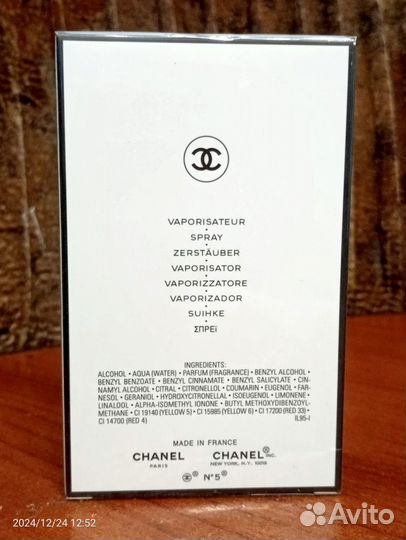 VAPORISATEUR
SPRAY
ZERSTÄUBER
VAPORISATOR
VAPORIZZATORE
VAPORIZADOR
SUIHKE
ΣΠΡΕΪ
INGREDIENTS:
ALCOHOL • AQUA (WATER) • PARFUM (FRAGRANCE) • BENZYL ALCOHOL •
BENZYL BENZOATE • BENZYL CINNAMATE • BENZYL SALICYLATE • CIN-
NAMYL ALCOHOL • CITRAL • CITRONELLOL • COUMARIN • EUGENOL • FAR-
NESOL • GERANIOL • HYDROXYCITRONELLAL • ISOEUGENOL • LIMONENE •
LINALOOL • ALPHA-ISOMETHYL IONONE • BUTYL METHOXYDIBENZOYL-
METHANE • CI 19140 (YELLOW 5) • CI 15985 (YELLOW 6) • CI 17200 (RED 33) •
CI 14700 (RED 4) IL95-I
MADE IN FRANCE
CHANEL CHANEL INC.
PARIS NEW YORK, N.Y. 10019
® N°5®
2024/12/24 12:52
Avito